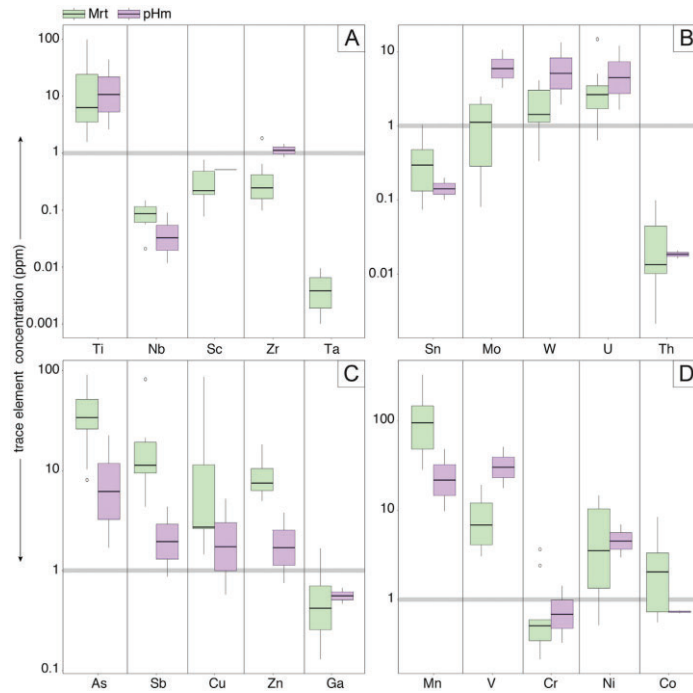 Mrt pHm
A
100
10
1
0.1
0.01
0.001
Ti Nb Sc Zr Ta
B
10
1
0.1
0.01
Sn Mo W U Th
trace element concentration (ppm)
C
100
10
1
0.1
As Sb Cu Zn Ga
D
100
10
1
Mn V Cr Ni Co